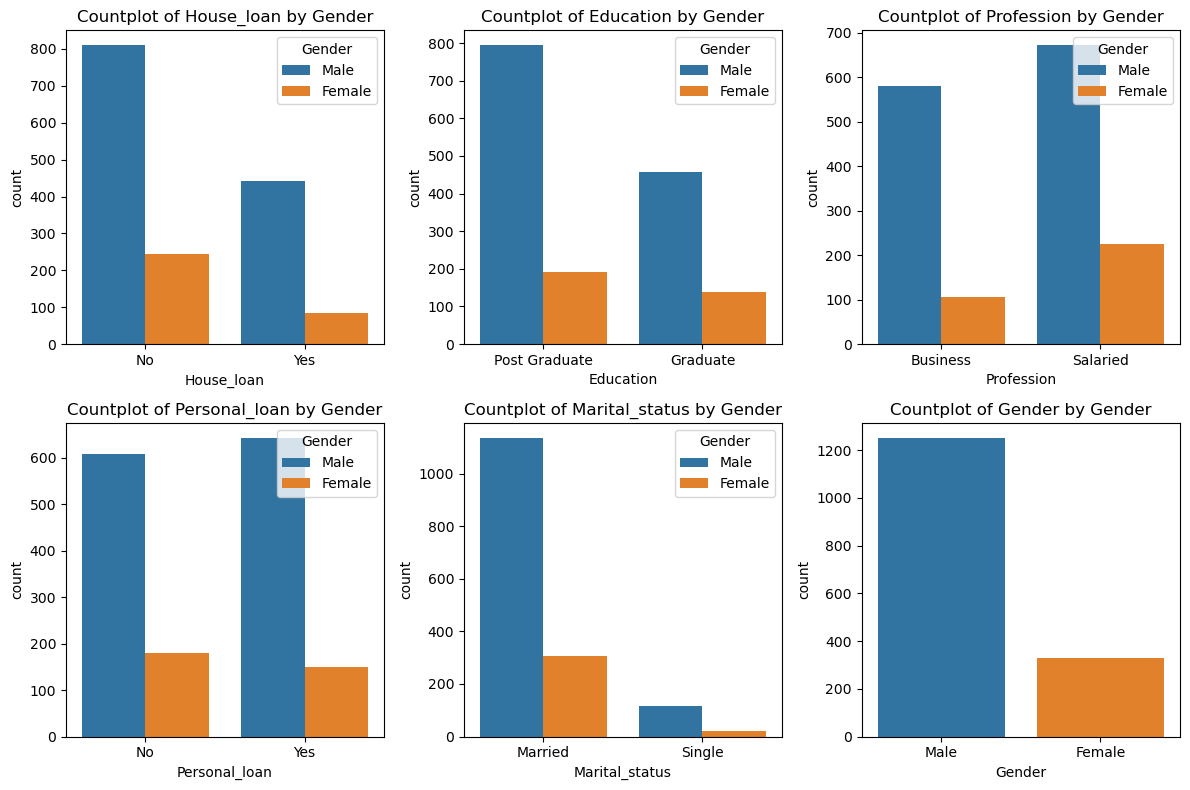 Countplot of House_loan by Gender
800
700
600
500
400
300
200
100
0
count
Gender
Male
Female
No
Yes
House_loan
Countplot of Education by Gender
800
700
600
500
400
300
200
100
0
count
Gender
Male
Female
Post Graduate
Graduate
Education
Countplot of Profession by Gender
700
600
500
400
300
200
100
0
count
Gender
Male
Female
Business
Salaried
Profession
Countplot of Personal_loan by Gender
600
500
400
300
200
100
0
count
Gender
Male
Female
No
Yes
Personal_loan
Countplot of Marital_status by Gender
1000
800
600
400
200
0
count
Gender
Male
Female
Married
Single
Marital_status
Countplot of Gender by Gender
1200
1000
800
600
400
200
0
count
Male
Female
Gender